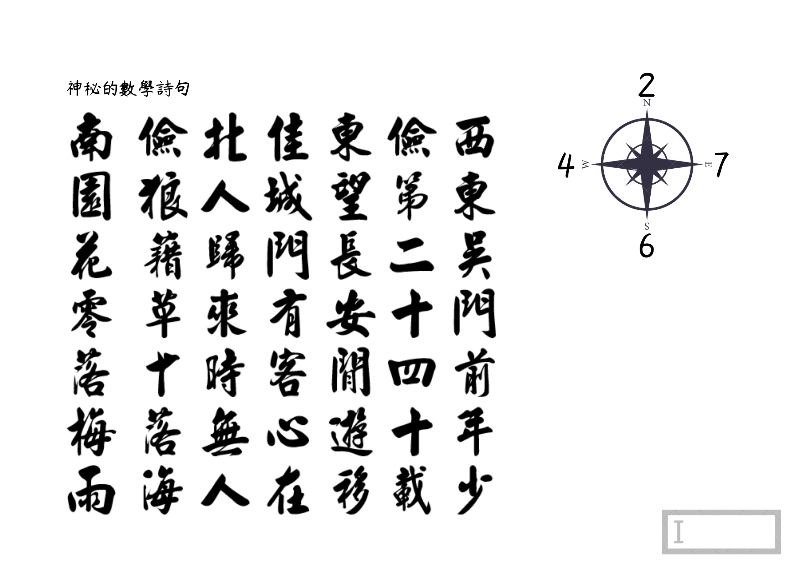 神秘的數學詩句
西東吳門前年少
儉第二十四十載
東望長安閒遊移
佳城門有客心在
北人歸來時無人
儉狼藉草十落海
南園花零落梅雨
2
N
4
W
E
7
S
6